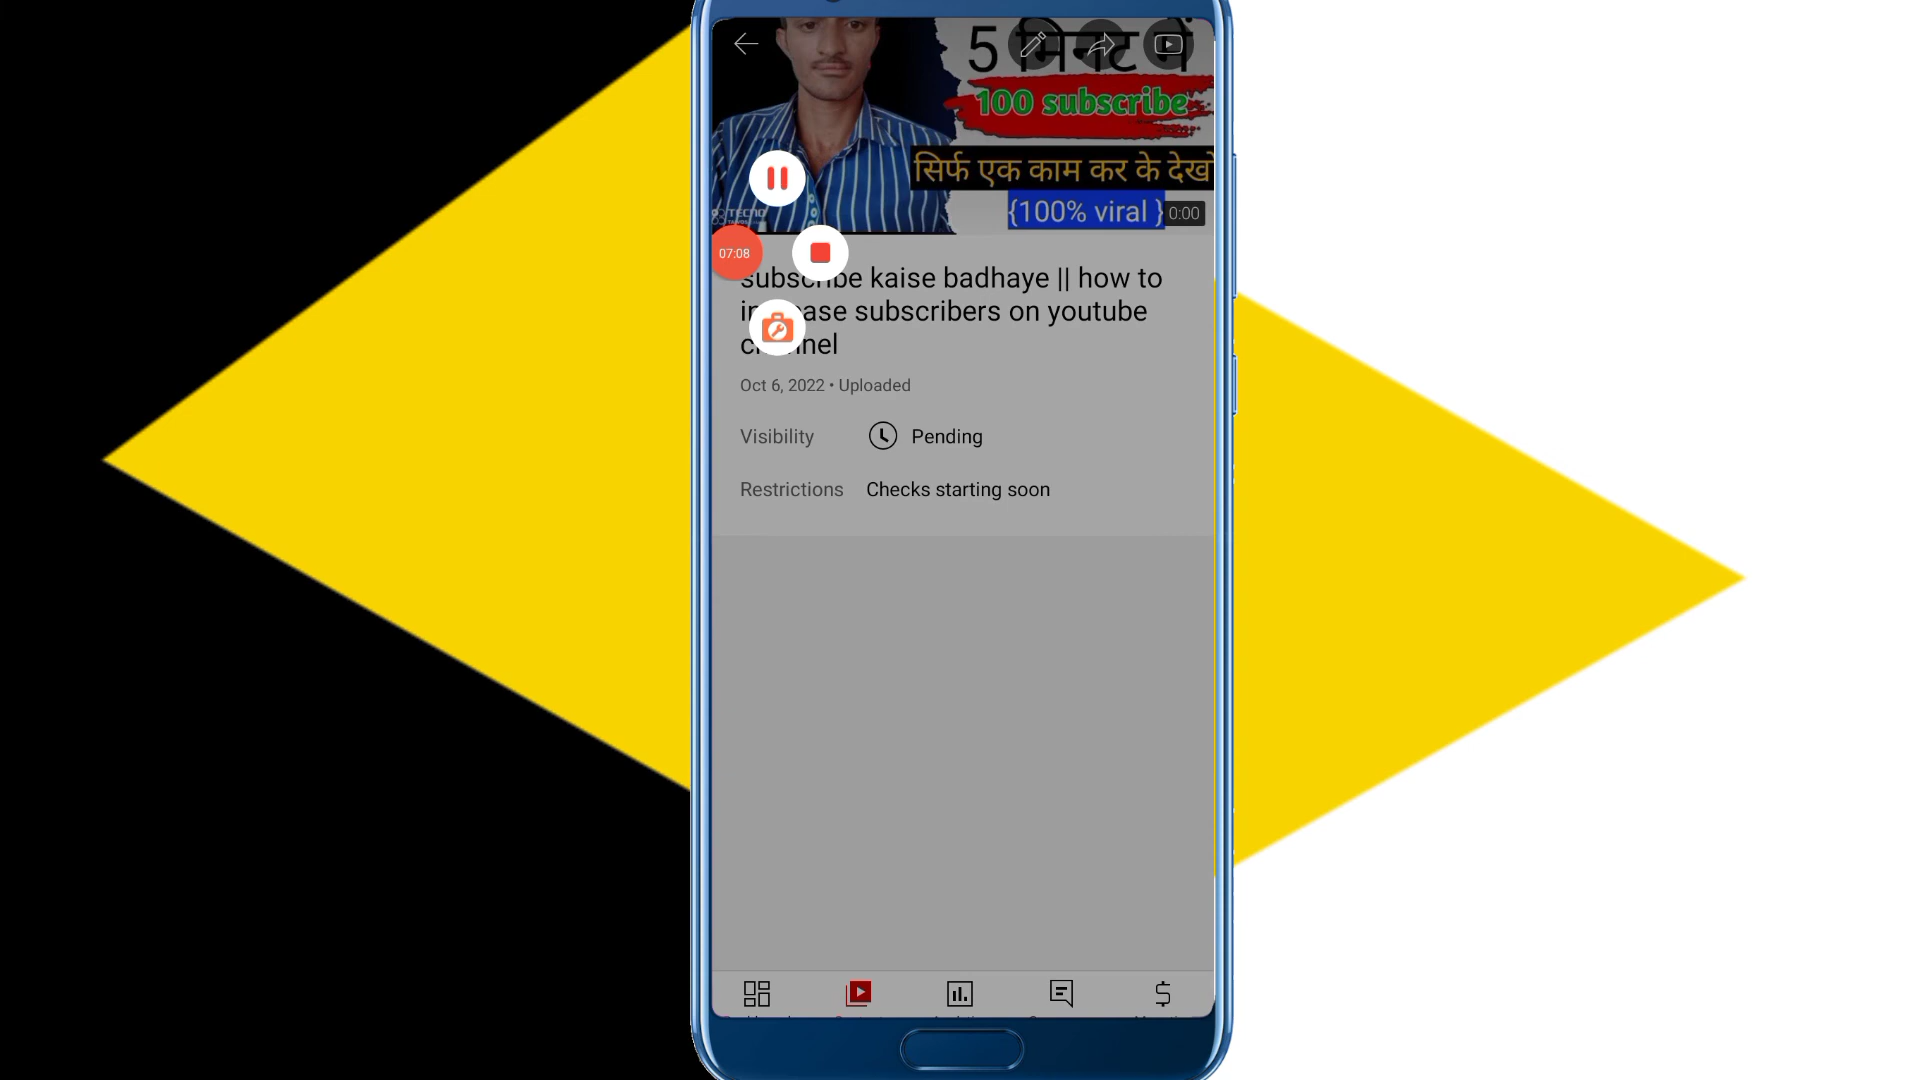 5 मिनट में
100 subscribe
सिर्फ एक काम कर के देखो
{100% viral }
0:00
TECNO
07:08
subscribe kaise badhaye || how to
increase subscribers on youtube
channel
Oct 6, 2022 • Uploaded
Visibility
Pending
Restrictions
Checks starting soon